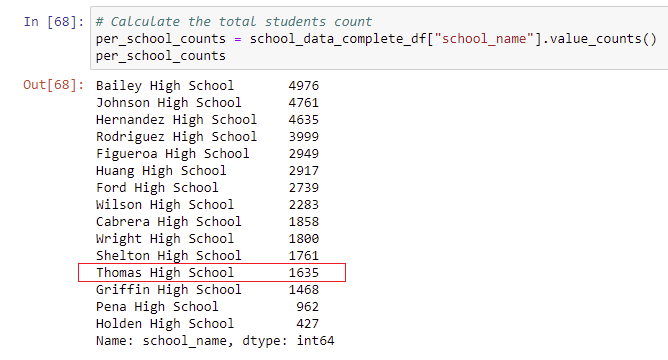 In [68]: # Calculate the total students count
per_school_counts = school_data_complete_df["school_name"].value_counts()
per_school_counts
Out[68]: Bailey High School 4976
Johnson High School 4761
Hernandez High School 4635
Rodriguez High School 3999
Figueroa High School 2949
Huang High School 2917
Ford High School 2739
Wilson High School 2283
Cabrera High School 1858
Wright High School 1800
Shelton High School 1761
Thomas High School 1635
Griffin High School 1468
Pena High School 962
Holden High School 427
Name: school_name, dtype: int64